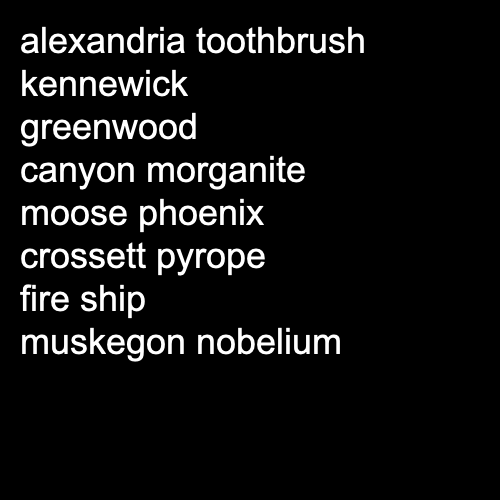 alexandria toothbrush
kennewick
greenwood
canyon morganite
moose phoenix
crossett pyrope
fire ship
muskegon nobelium